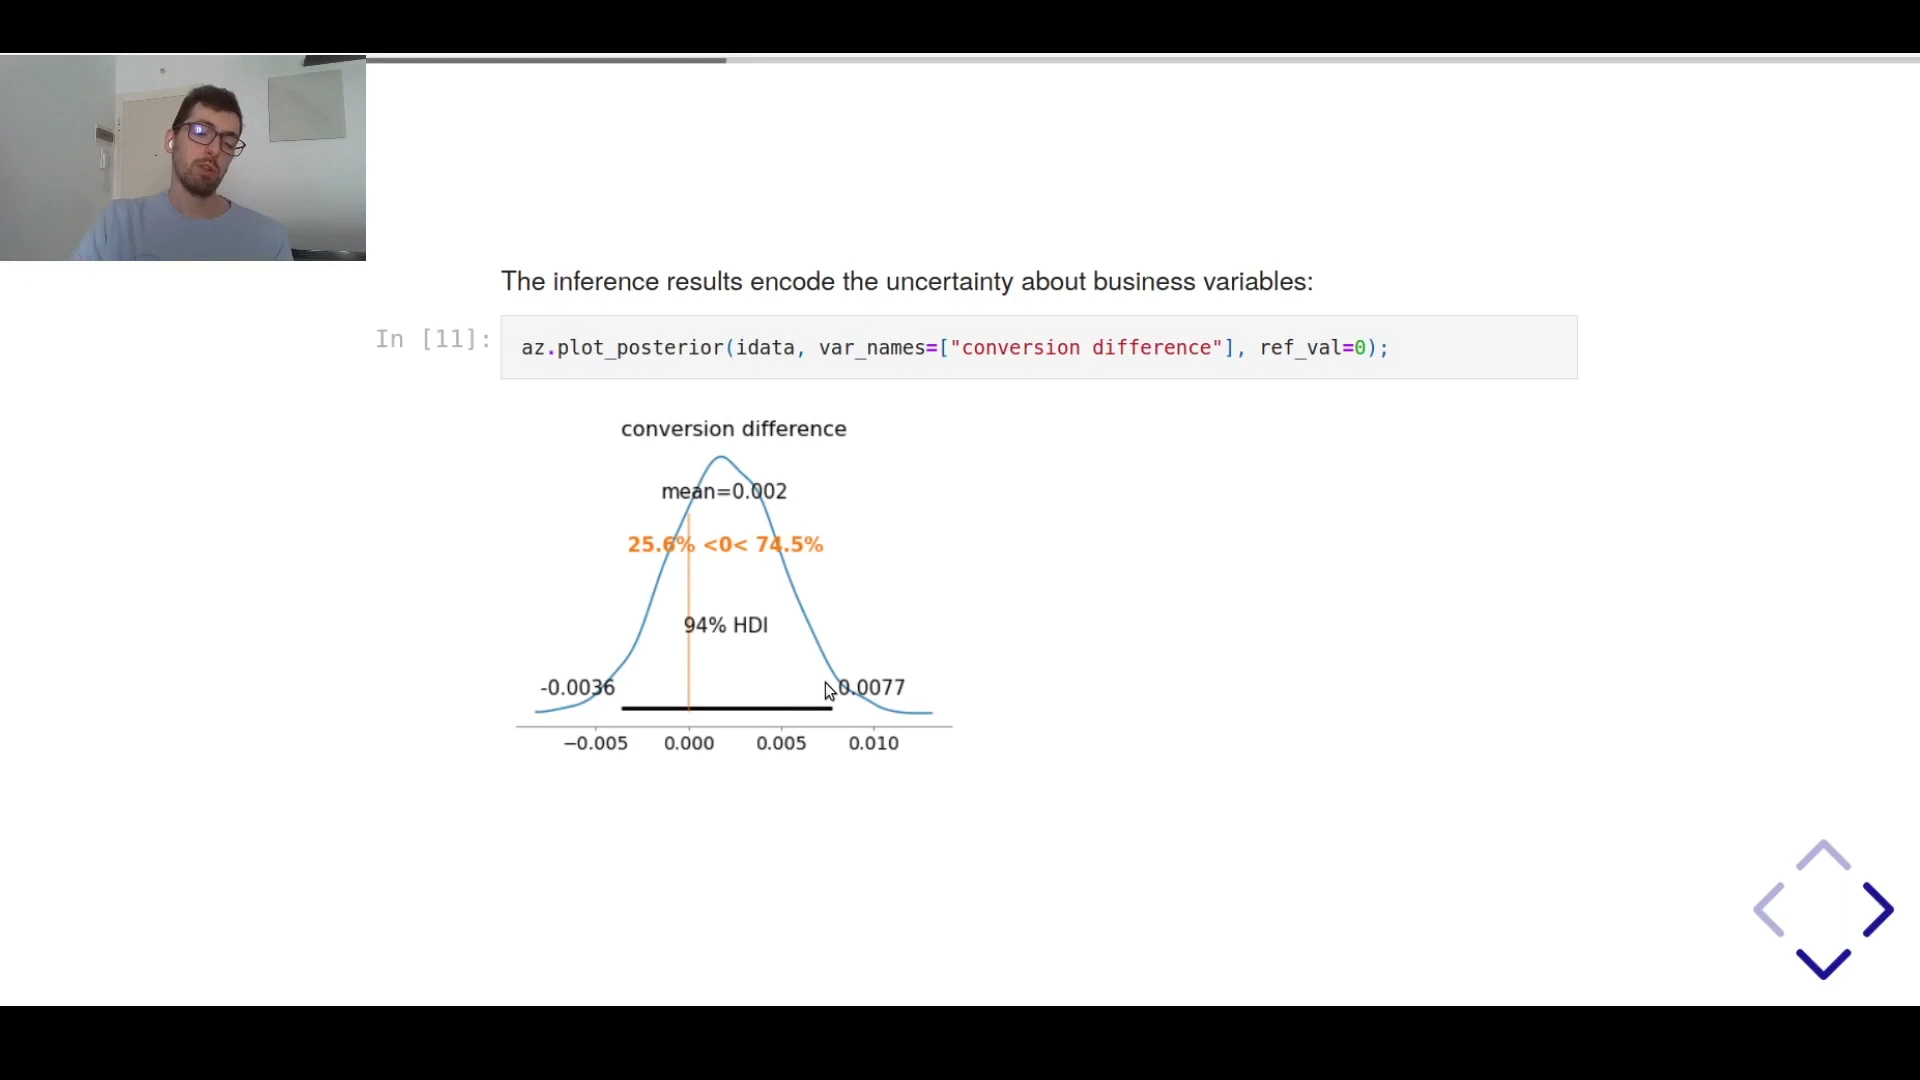 The inference results encode the uncertainty about business variables:
In [11]:
az.plot_posterior(idata, var_names=["conversion difference"], ref_val=0);
conversion difference
mean=0.002
25.6% <0< 74.5%
94% HDI
-0.0036 0.0077
−0.005 0.000 0.005 0.010